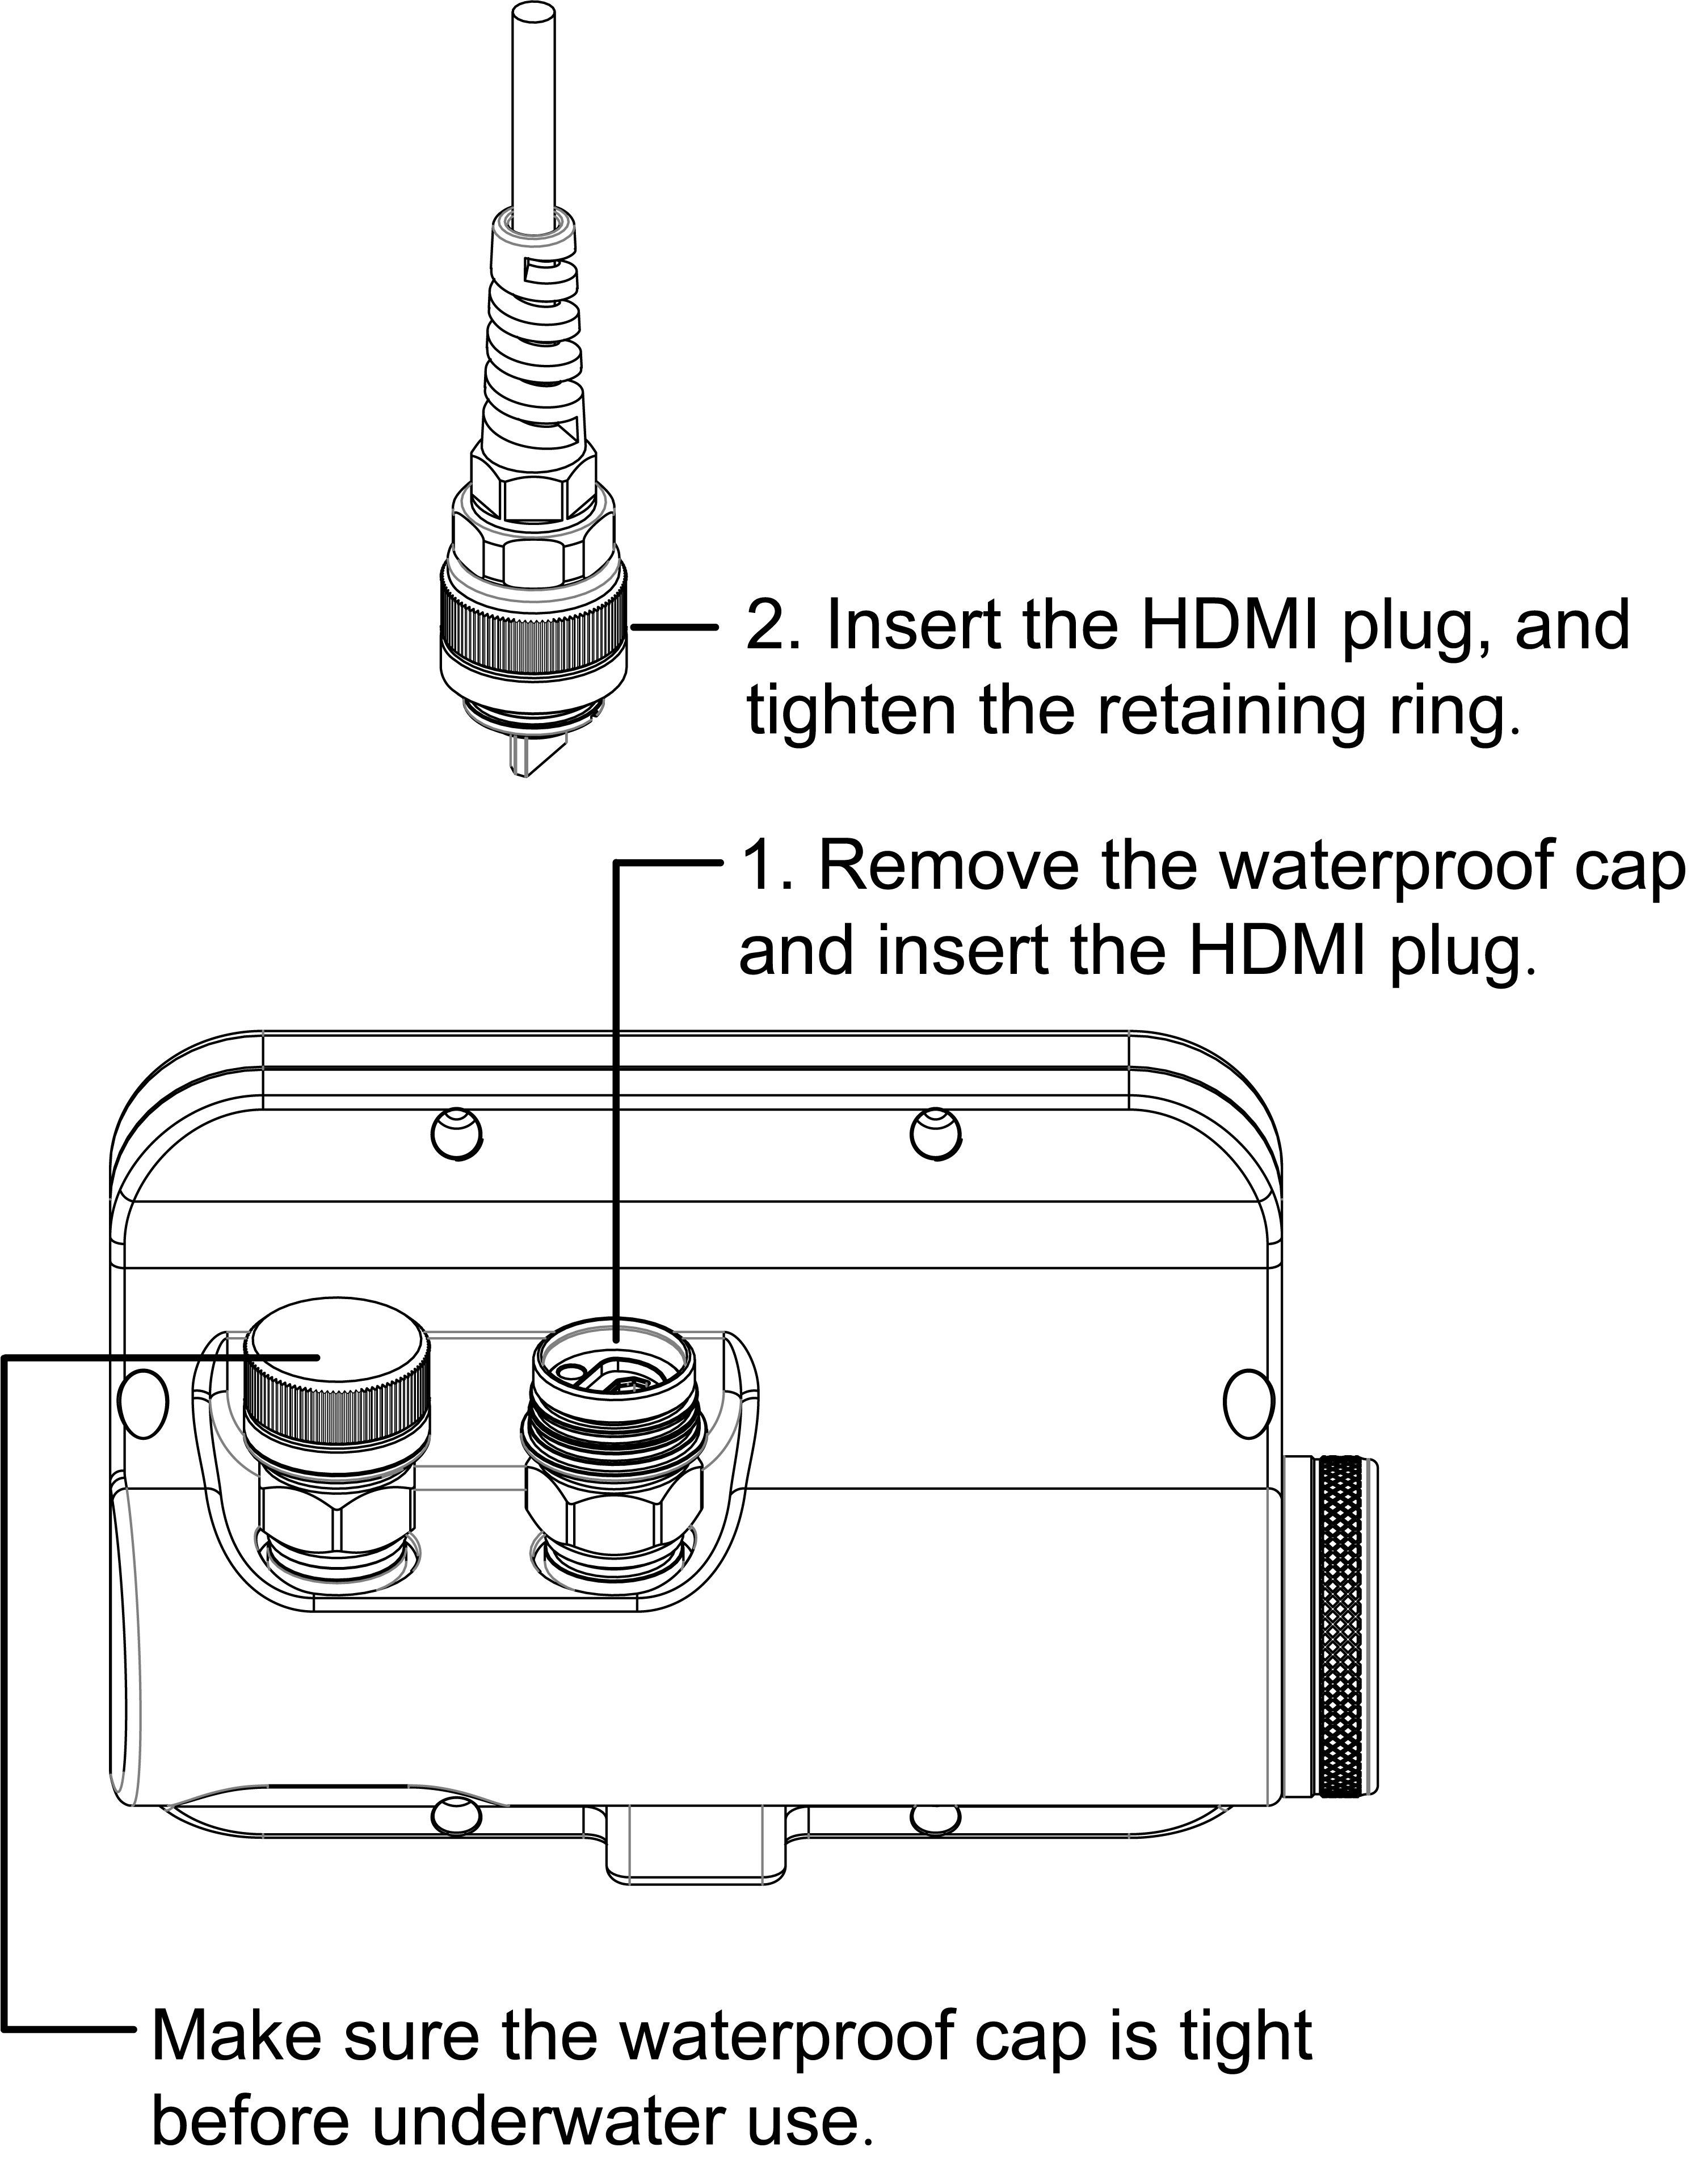 2. Insert the HDMI plug, and
tighten the retaining ring.
1. Remove the waterproof cap
and insert the HDMI plug.
Make sure the waterproof cap is tight
before underwater use.